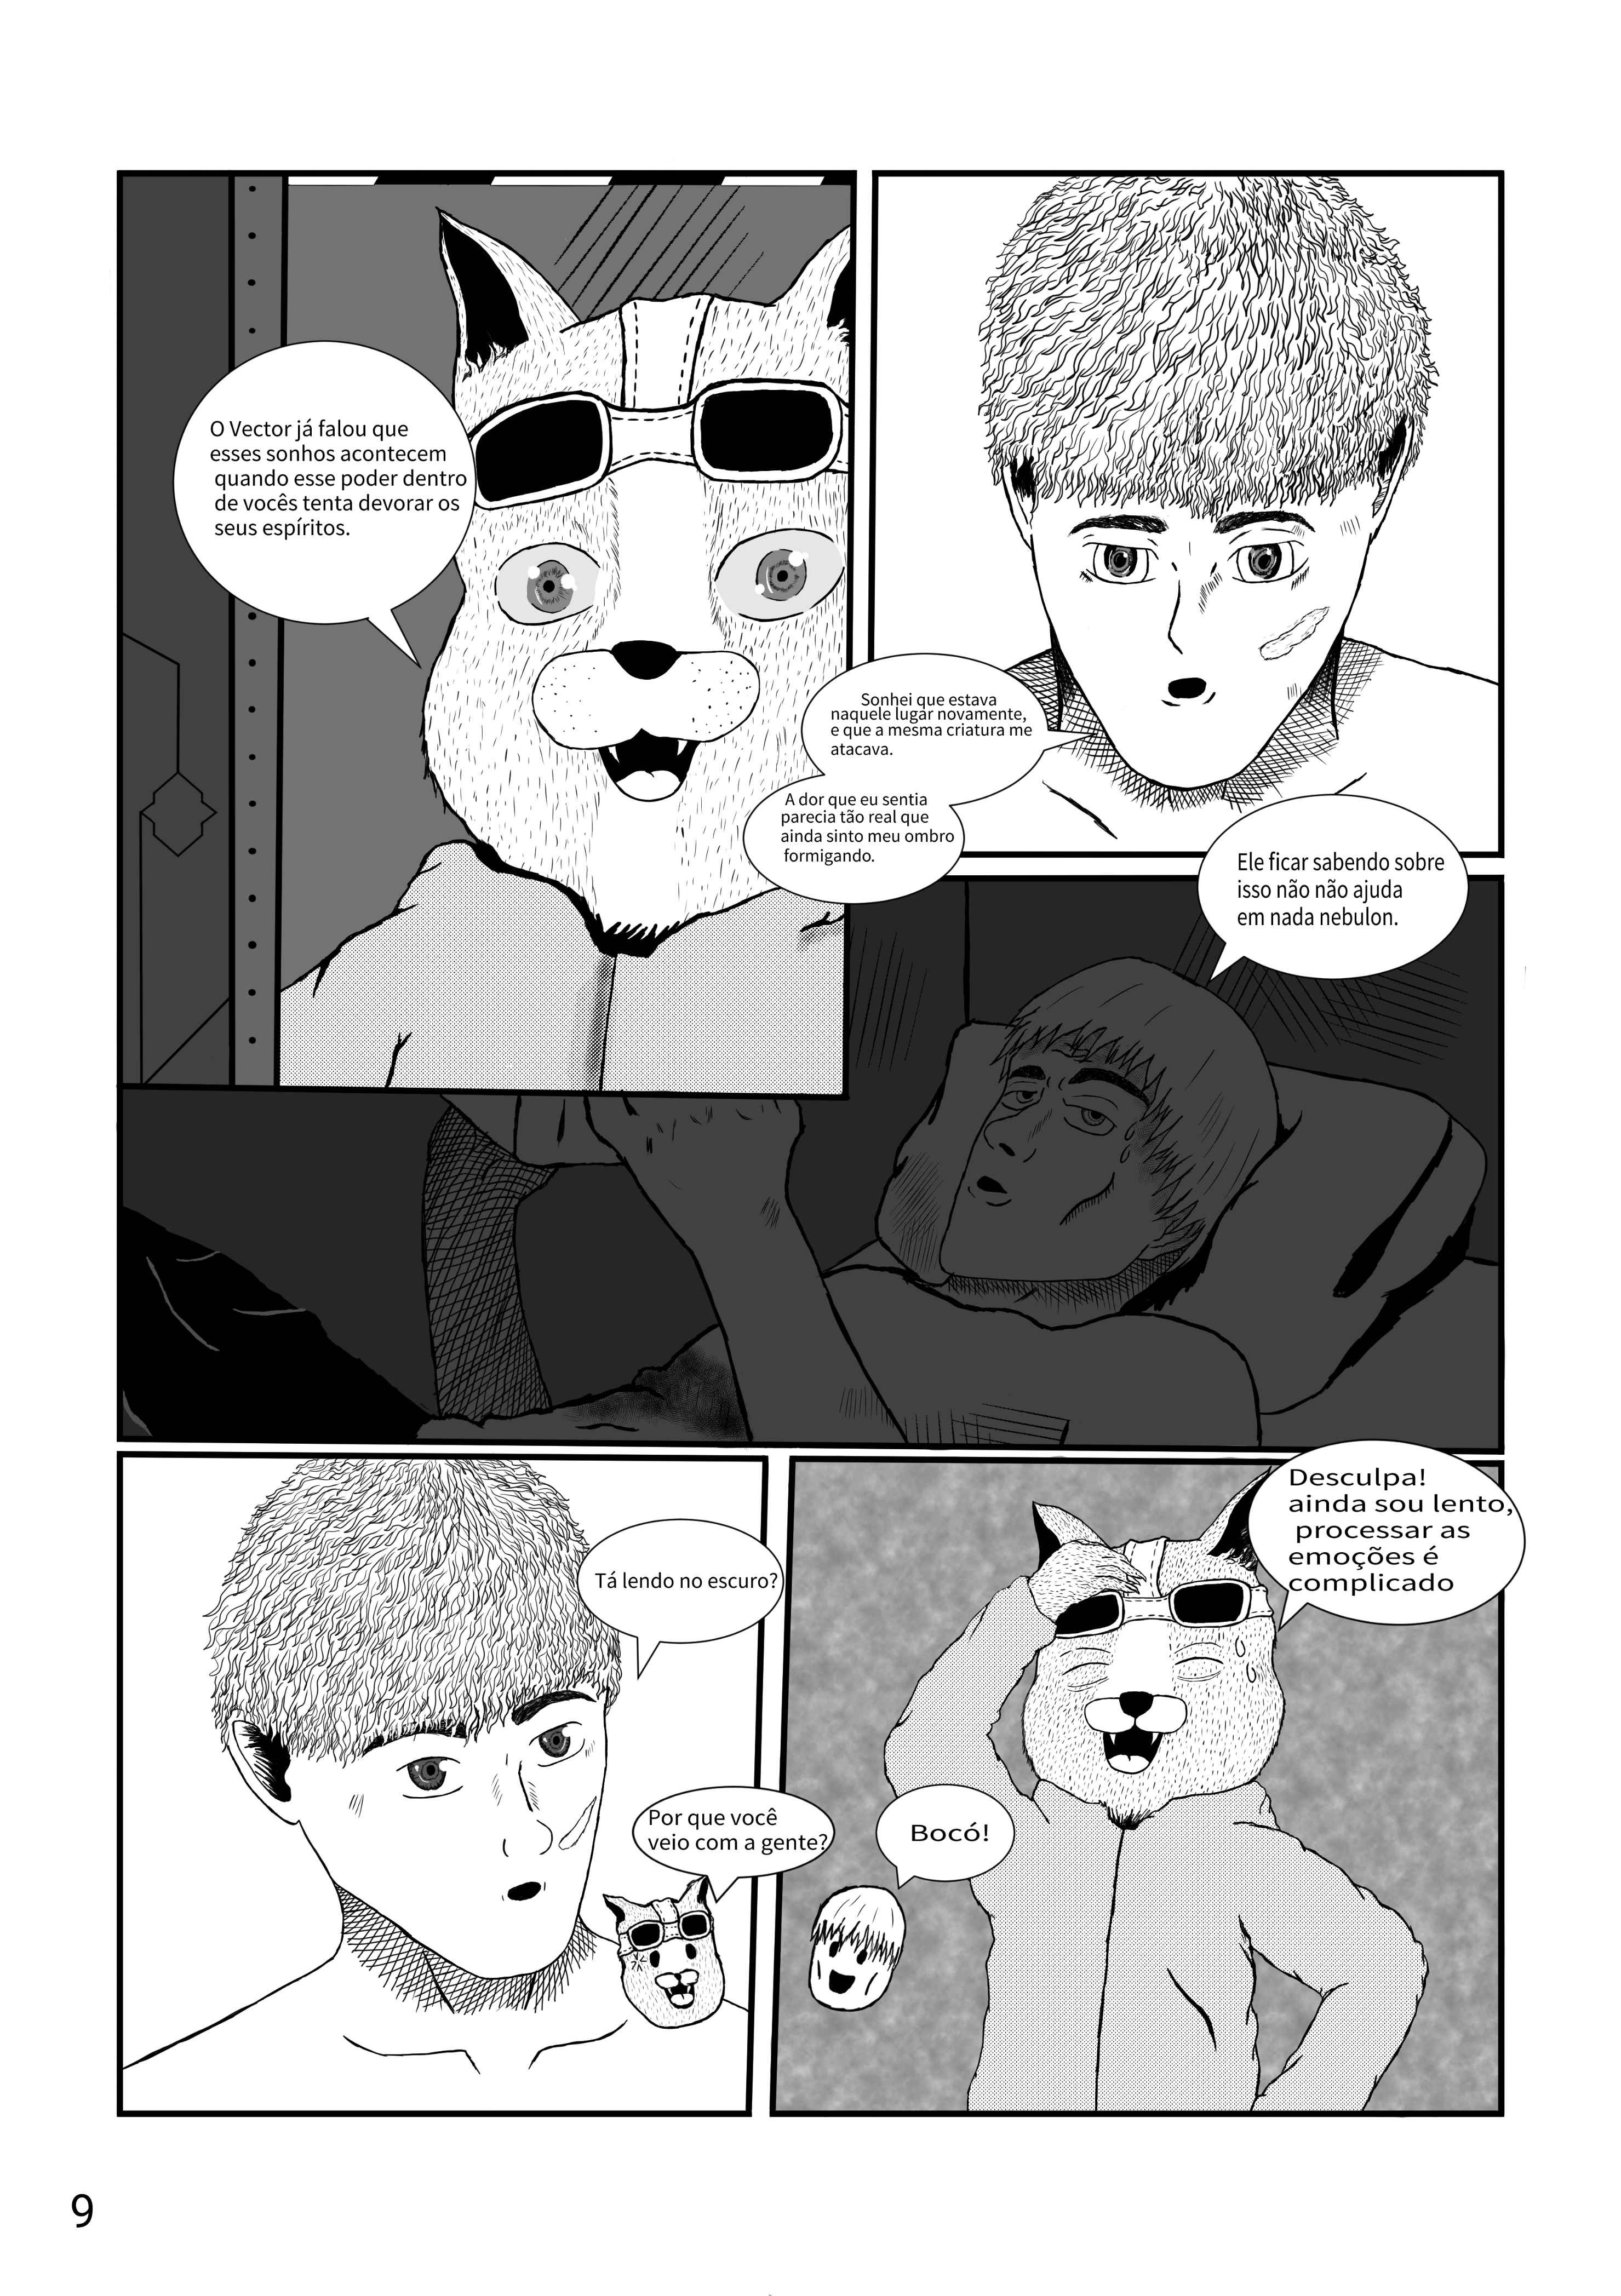 O Vector já falou que
esses sonhos acontecem
quando esse poder dentro
de vocês tenta devorar os
seus espíritos.
Sonhei que estava
naquele lugar novamente,
e que a mesma criatura me
atacava.
A dor que eu sentia
parecia tão real que
ainda sinto meu ombro
formigando.
Ele ficar sabendo sobre
isso não não ajuda
em nada nebulon.
Tá lendo no escuro?
Por que você
veio com a gente?
Desculpa!
ainda sou lento,
processar as
emoções é
complicado
Bocó!
9